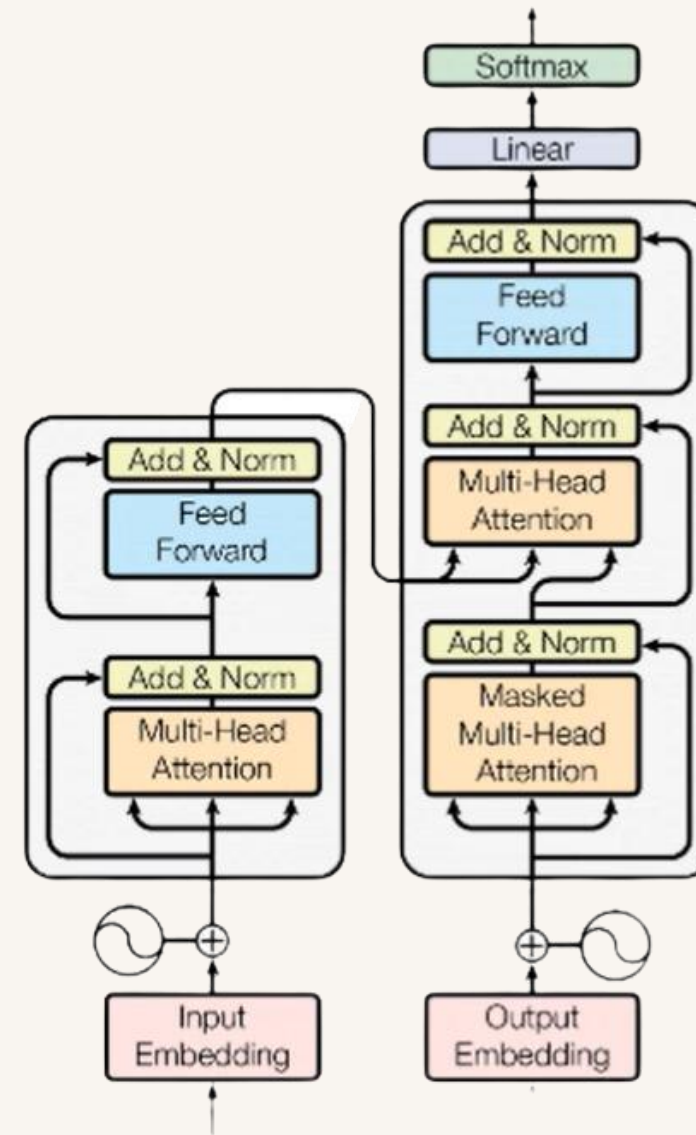 Softmax
Linear
Add & Norm
Feed
Forward
Add & Norm
Multi-Head
Attention
Add & Norm
Masked
Multi-Head
Attention
Output
Embedding
Add & Norm
Feed
Forward
Add & Norm
Multi-Head
Attention
Input
Embedding